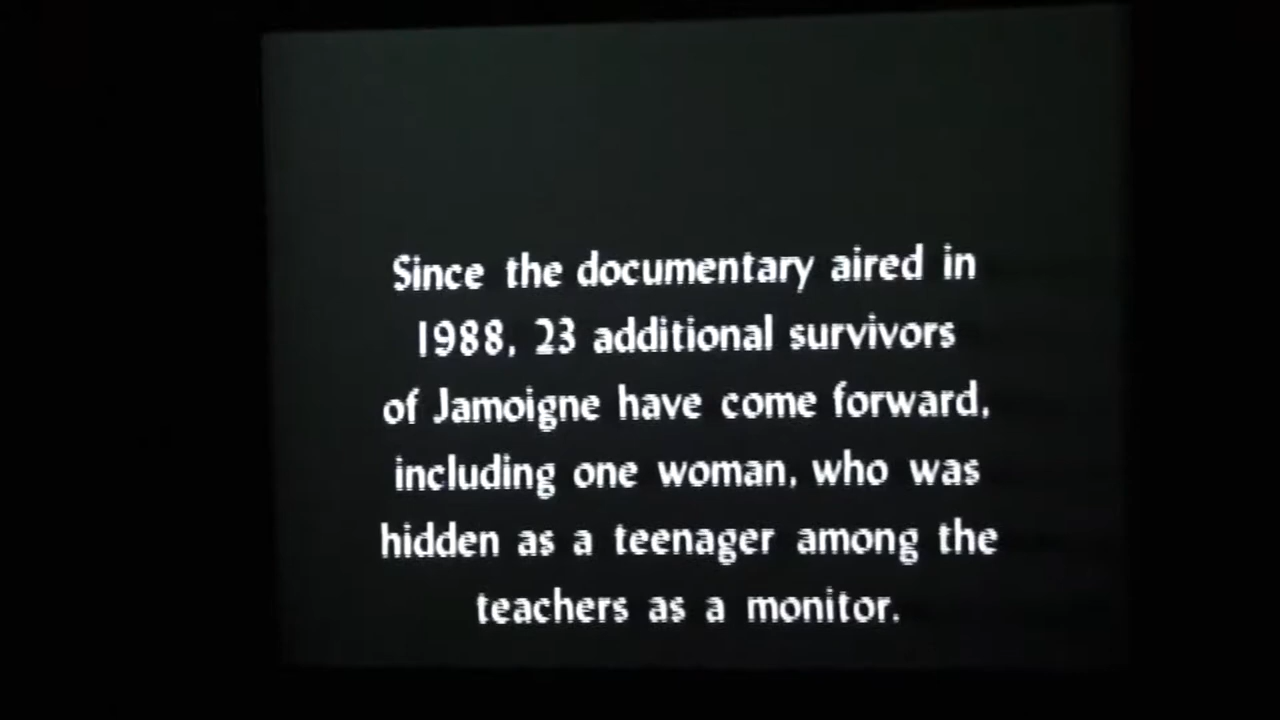 Since the documentary aired in
1988, 23 additional survivors
of Jamoigne have come forward,
including one woman, who was
hidden as a teenager among the
teachers as a monitor.